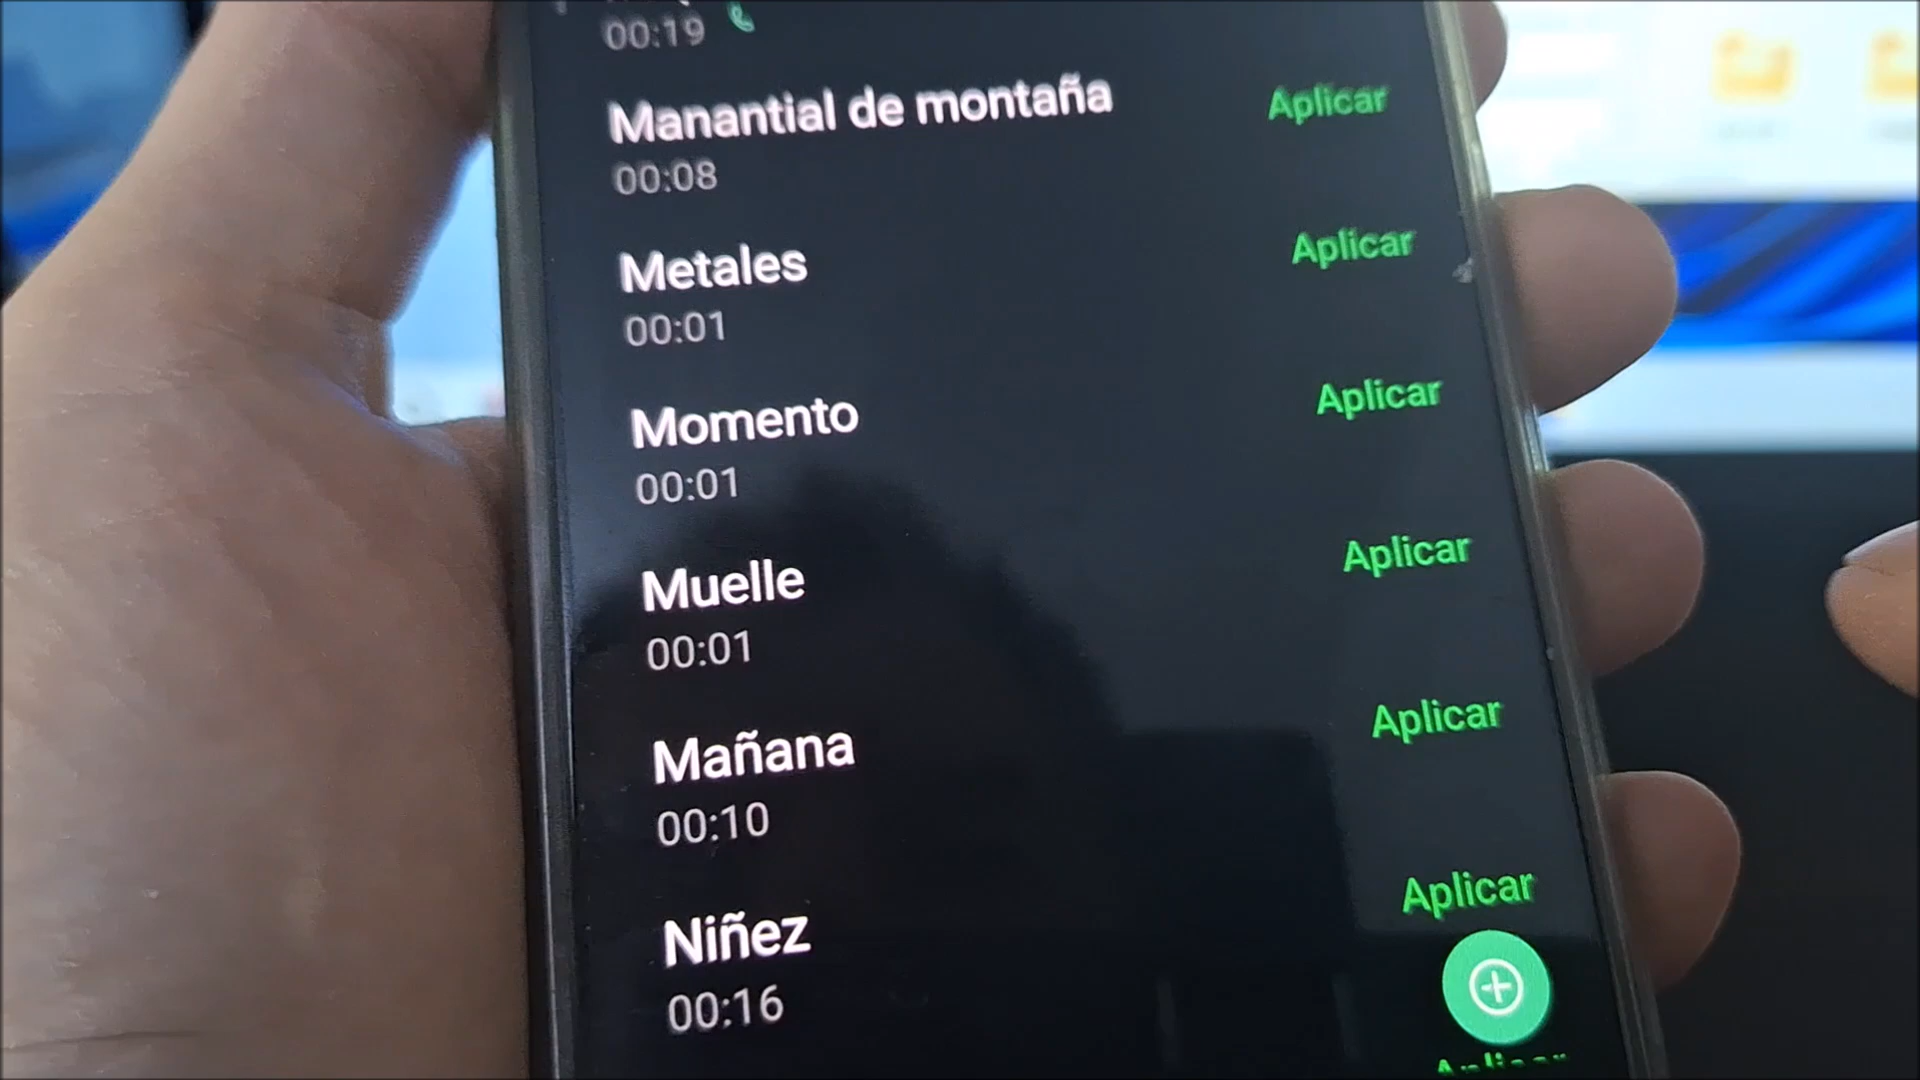 00:19
Manantial de montaña
Aplicar
00:08
Metales
Aplicar
00:01
Momento
Aplicar
00:01
Muelle
Aplicar
00:01
Mañana
Aplicar
00:10
Niñez
Aplicar
00:16